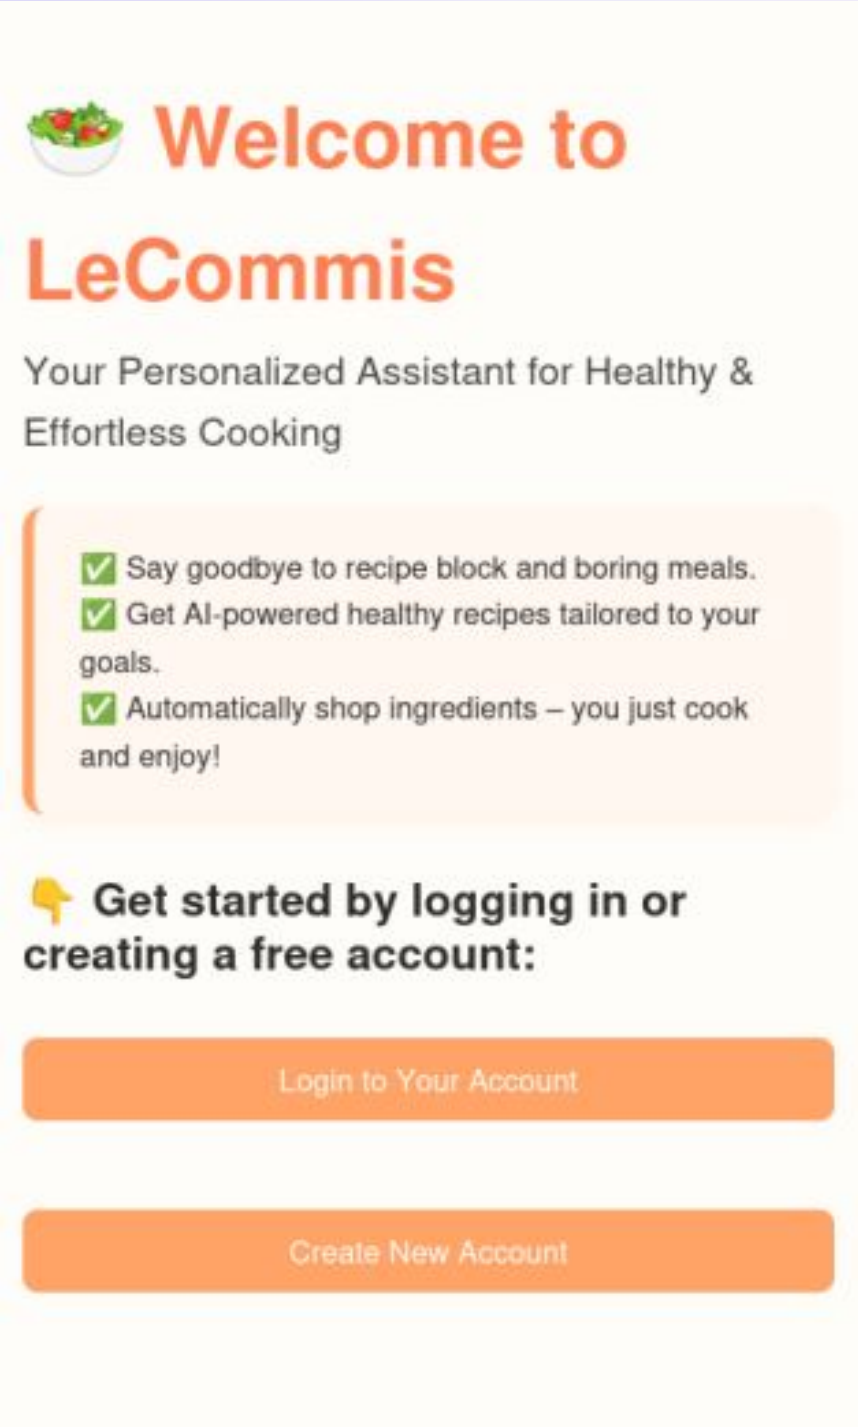 🥗 Welcome to
LeCommis
Your Personalized Assistant for Healthy &
Effortless Cooking
✅ Say goodbye to recipe block and boring meals.
✅ Get AI-powered healthy recipes tailored to your
goals.
✅ Automatically shop ingredients – you just cook
and enjoy!
👇 Get started by logging in or
creating a free account:
Login to Your Account
Create New Account